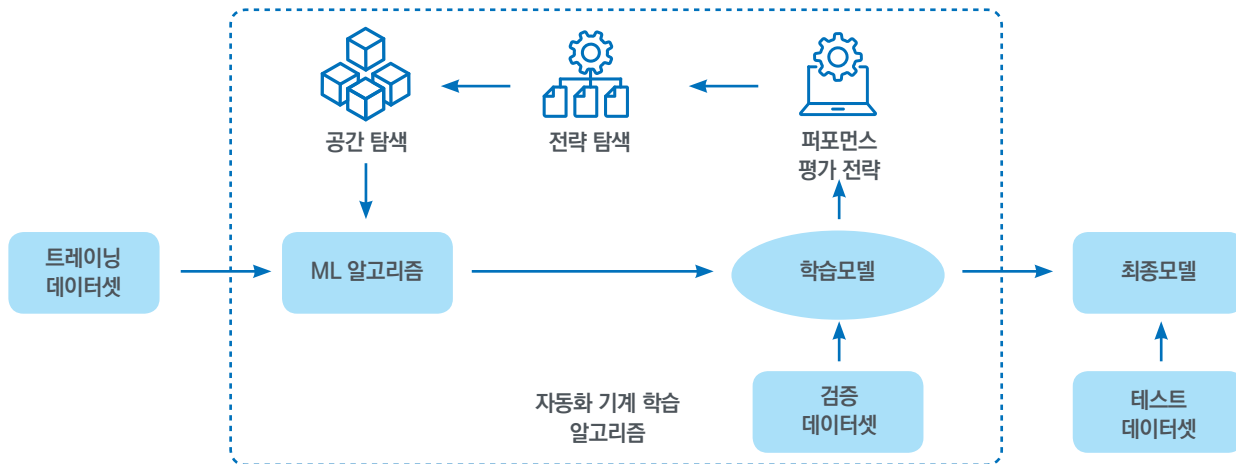 공간 탐색
전략 탐색
퍼포먼스
평가 전략
트레이닝
데이터셋
ML 알고리즘
학습모델
최종모델
자동화 기계 학습
알고리즘
검증
데이터셋
테스트
데이터셋